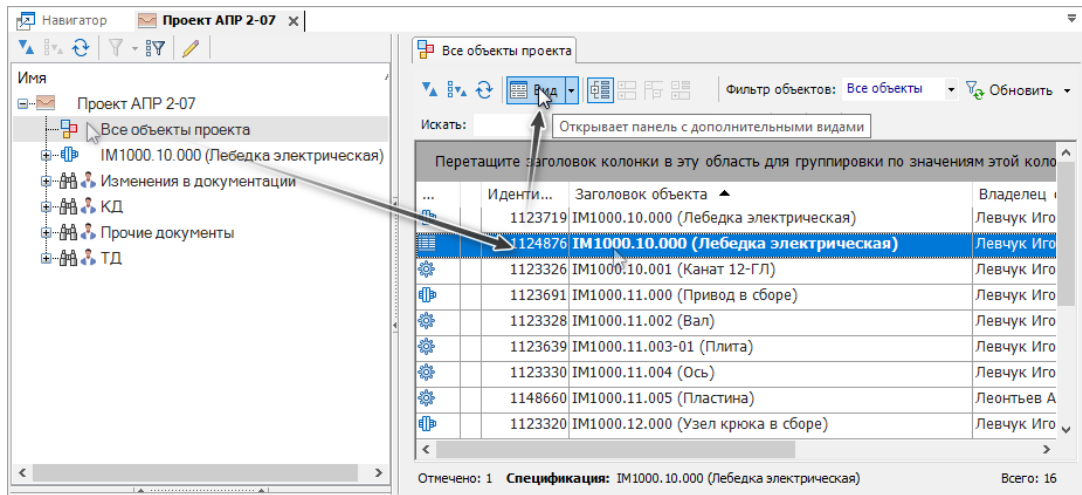 Навигатор Проект АПР 2-07
Имя
Проект АПР 2-07
Все объекты проекта
IM1000.10.000 (Лебедка электрическая)
Изменения в документации
КД
Прочие документы
ТД
Все объекты проекта
Вид Фильтр объектов: Все объекты Обновить
Искать: Открывает панель с дополнительными видами
Перетащите заголовок колонки в эту область для группировки по значениям этой коло
... Иденти... Заголовок объекта Владелец
1123719 IM1000.10.000 (Лебедка электрическая) Левчук Иго
1124876 IM1000.10.000 (Лебедка электрическая) Левчук Иго
1123326 IM1000.10.001 (Канат 12-ГЛ) Левчук Иго
1123691 IM1000.11.000 (Привод в сборе) Левчук Иго
1123328 IM1000.11.002 (Вал) Левчук Иго
1123639 IM1000.11.003-01 (Плита) Левчук Иго
1123330 IM1000.11.004 (Ось) Левчук Иго
1148660 IM1000.11.005 (Пластина) Леонтьев А
1123320 IM1000.12.000 (Узел крюка в сборе) Левчук Иго
Отмечено: 1 Спецификация: IM1000.10.000 (Лебедка электрическая) Всего: 16